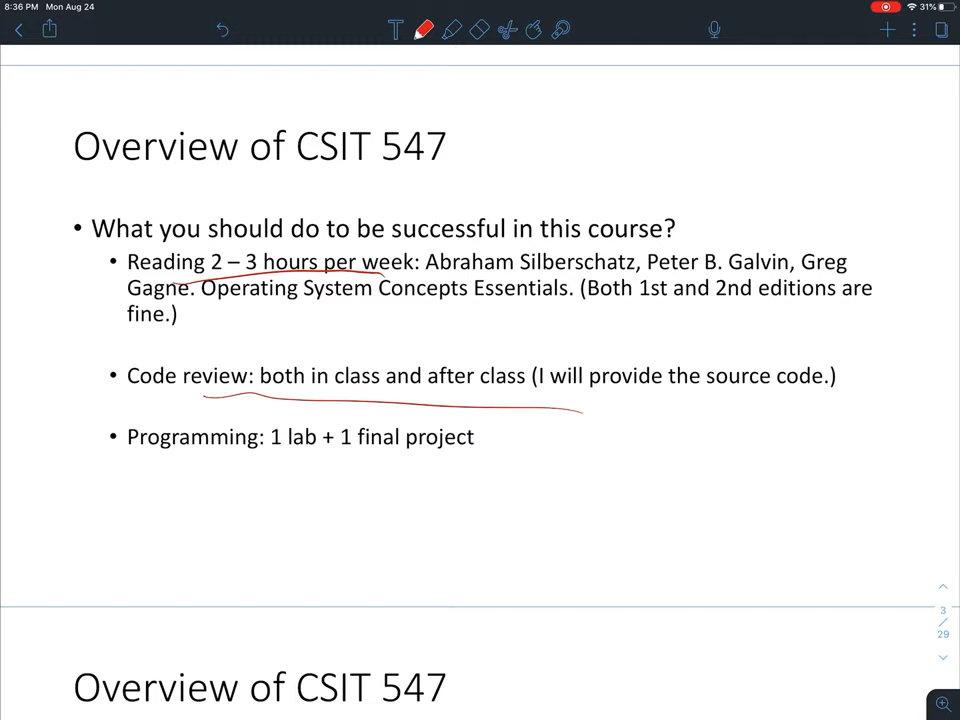 8:36 PM Mon Aug 24
31%
T
Overview of CSIT 547
• What you should do to be successful in this course?
• Reading 2 – 3 hours per week: Abraham Silberschatz, Peter B. Galvin, Greg
Gagne. Operating System Concepts Essentials. (Both 1st and 2nd editions are
fine.)
• Code review: both in class and after class (I will provide the source code.)
• Programming: 1 lab + 1 final project
3
/
29
Overview of CSIT 547